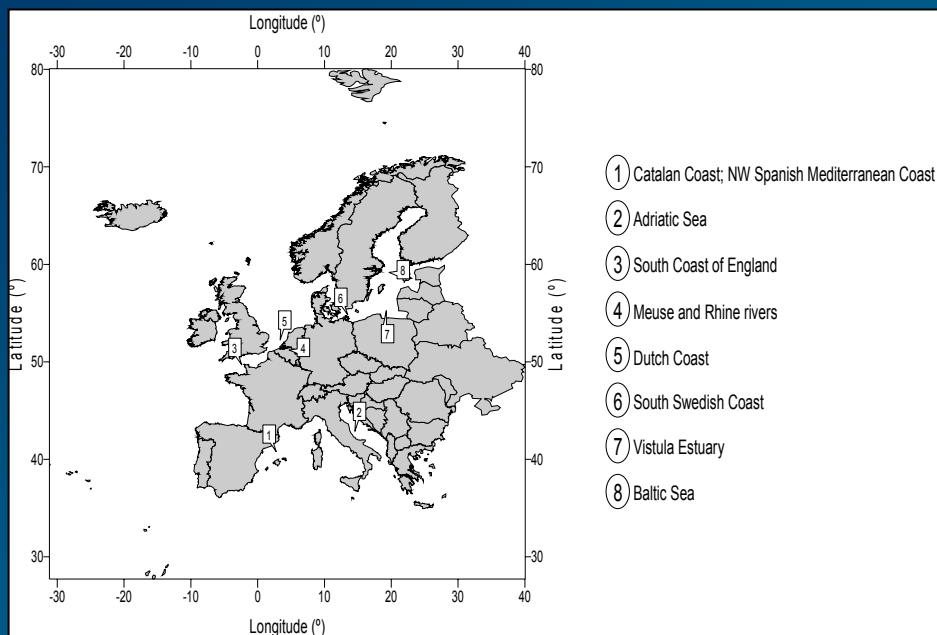 Longitude (º)
-30 -20 -10 0 10 20 30 40
80 80
70 70
60 60
50 50
40 40
30 30
Latitude (º)
Latitude (º)
8
6
5
3
4
7
2
1
-30 -20 -10 0 10 20 30 40
Longitude (º)
1 Catalan Coast; NW Spanish Mediterranean Coast
2 Adriatic Sea
3 South Coast of England
4 Meuse and Rhine rivers
5 Dutch Coast
6 South Swedish Coast
7 Vistula Estuary
8 Baltic Sea